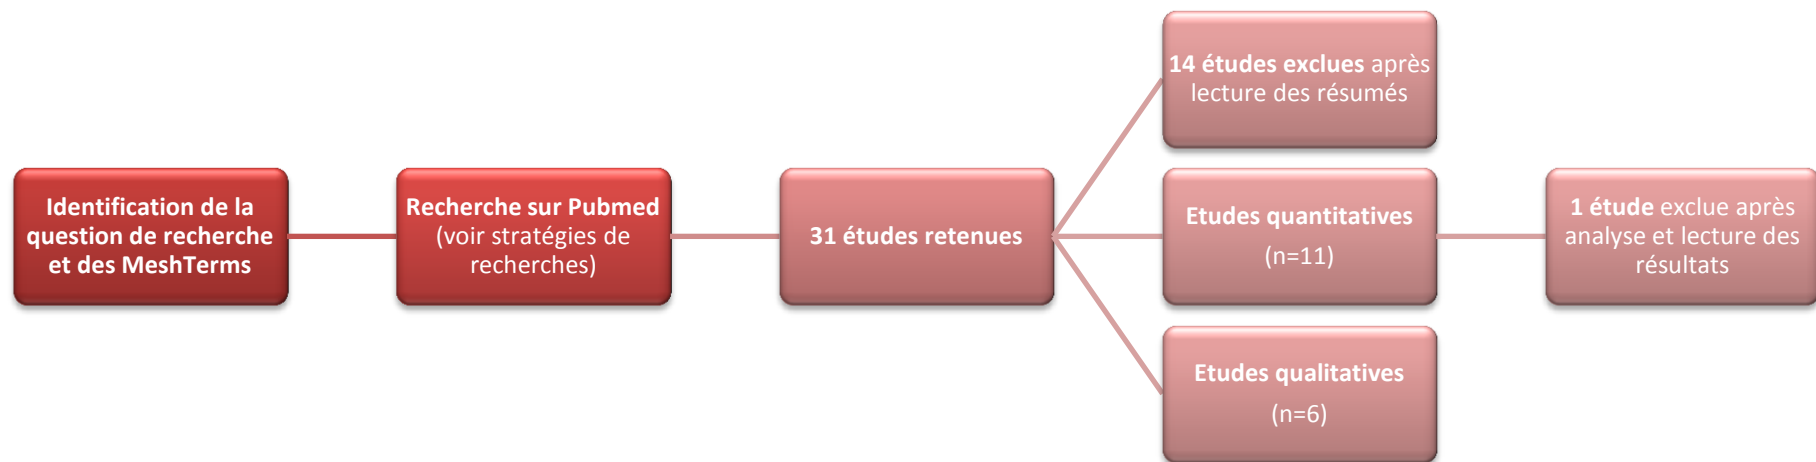 Identification de la
question de recherche
et des MeshTerms
Recherche sur Pubmed
(voir stratégies de
recherches)
31 études retenues
14 études exclues après
lecture des résumés
Etudes quantitatives
(n=11)
1 étude exclue après
analyse et lecture des
résultats
Etudes qualitatives
(n=6)